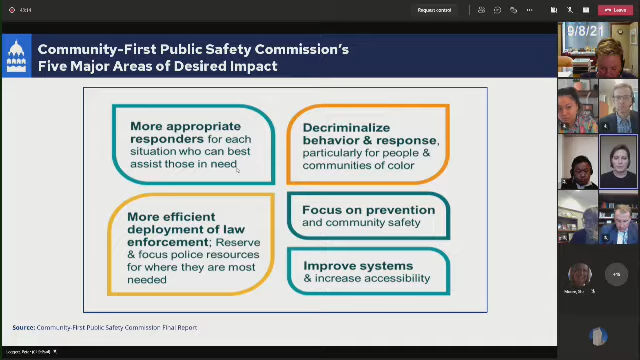 43:14
Request control
Leave
9/8/21
Community-First Public Safety Commission's
Five Major Areas of Desired Impact
More appropriate
responders for each
situation who can best
assist those in need
Decriminalize
behavior & response,
particularly for people &
communities of color
More efficient
deployment of law
enforcement; Reserve
& focus police resources
for where they are most
needed
Focus on prevention
and community safety
Improve systems
& increase accessibility
Source: Community-First Public Safety Commission Final Report